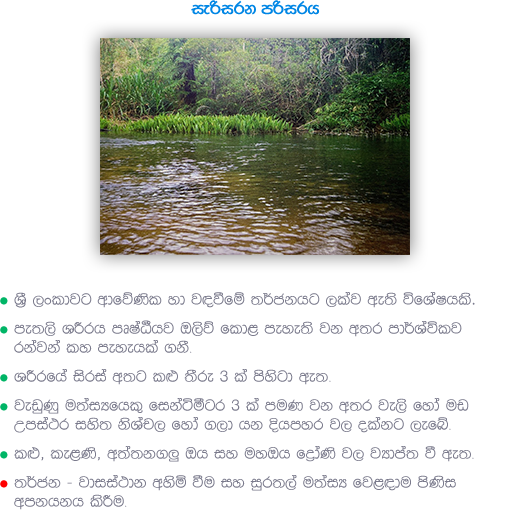 සැරිසරන පරිසරය
ශ්‍රී ලංකාවට ආවේණික හා වඳවීමේ තර්ජනයට ලක්ව ඇති විශේෂයකි.
පැතලි ශරීරය පෘෂ්ඨීයව ඔලිව් කොළ පැහැති වන අතර පාර්ශ්වික‍ව
රන්වන් කහ පැහැයක් ගනී.
ශරීරයේ සිරස් අතට කළු තීරු 3 ක් පිහිටා ඇත.
වැඩුණු මත්ස්‍යයෙකු සෙන්ටිමීටර 3 ක් පමණ වන අතර වැලි හෝ මඩ
උපස්ථර සහිත නිශ්චල හෝ ගලා යන දියපහර වල දක්නට ලැබේ.
කළු, කැළණි, අත්තනගලු ඔය සහ මහඔය ද්‍රෝණි වල ව්‍යාප්ත වී ඇත.
තර්ජන - වාසස්ථාන අහිමි වීම සහ සුරතල් මත්ස්‍ය වෙළඳාම පිණිස
අපනයනය කිරීම.